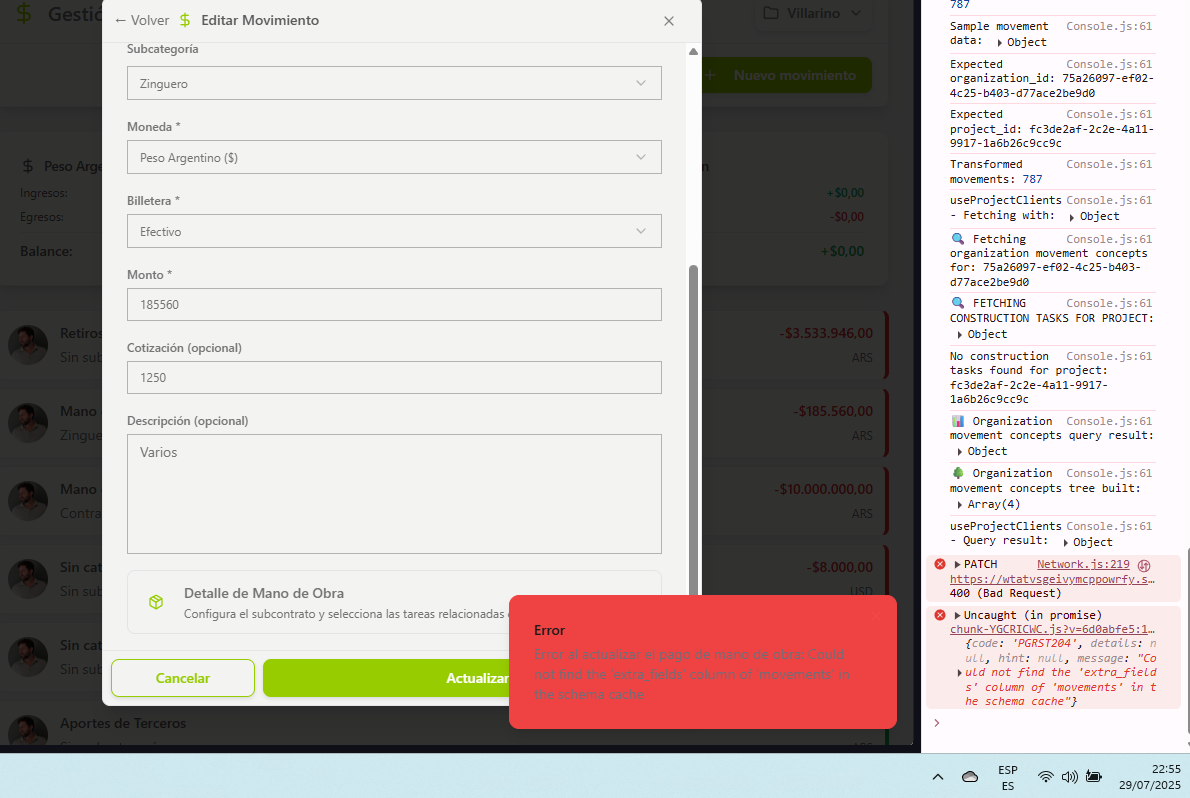 Gestió
← Volver $ Editar Movimiento ×
Villarino
+ Nuevo movimiento
Subcategoría
Zinguero
Moneda *
Peso Argentino ($)
Billetera *
Efectivo
Monto *
185560
Cotización (opcional)
1250
Descripción (opcional)
Varios
Detalle de Mano de Obra
Configura el subcontrato y selecciona las tareas relacionadas
Cancelar
Actualizar
$ Peso Arge
n
Ingresos:
+$0,00
Egresos:
-$0,00
Balance:
+$0,00
Retiros
-$3.533.946,00
Sin sub
ARS
Mano
-$185.560,00
Zingue
ARS
Mano
-$10.000.000,00
Contra
ARS
Sin cat
-$8.000,00
Sin sub
USD
Sin cat
Sin sub
Aportes de Terceros
Error
Error al actualizar el pago de mano de obra: Could
not find the 'extra_fields' column of 'movements' in
the schema cache
787
Sample movement Console.js:61
data: Object
Expected Console.js:61
organization_id: 75a26097-ef02-
4c25-b403-d77ace2be9d0
Expected Console.js:61
project_id: fc3de2af-2c2e-4a11-
9917-1a6b26c9cc9c
Transformed Console.js:61
movements: 787
useProjectClients Console.js:61
- Fetching with: Object
🔍 Fetching Console.js:61
organization movement concepts
for: 75a26097-ef02-4c25-b403-
d77ace2be9d0
🔍 FETCHING Console.js:61
CONSTRUCTION TASKS FOR PROJECT:
Object
No construction Console.js:61
tasks found for project:
fc3de2af-2c2e-4a11-9917-
1a6b26c9cc9c
📊 Organization Console.js:61
movement concepts query result:
Object
🌳 Organization Console.js:61
movement concepts tree built:
Array(4)
useProjectClients Console.js:61
- Query result: Object
PATCH Network.js:219
https://wtatvsgeivymcppowrfy.s…
400 (Bad Request)
Uncaught (in promise)
chunk-YGCRICWC.js?v=6d0abfe5:1…
{code: 'PGRST204', details: n
ull, hint: null, message: "Co
uld not find the 'extra_field
s' column of 'movements' in t
he schema cache"}
ESP
ES
22:55
29/07/2025